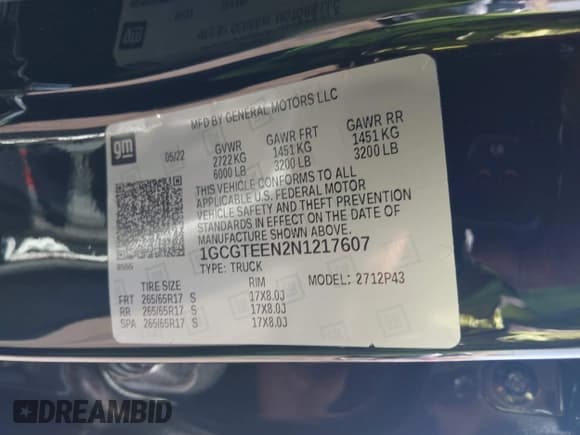 MFD BY GENERAL MOTORS LLC
gm
05/22
GVWR GAWR FRT GAWR RR
2722 KG 1451 KG 1451 KG
6000 LB 3200 LB 3200 LB
THIS VEHICLE CONFORMS TO ALL
APPLICABLE U.S. FEDERAL MOTOR
VEHICLE SAFETY AND THEFT PREVENTION
STANDARDS IN EFFECT ON THE DATE OF
MANUFACTURE SHOWN ABOVE.
1GCGTEEN2N1217607
TYPE: TRUCK MODEL: 2712P43
TIRE SIZE RIM
FRT 265/65R17 S 17X8.0J
RR 265/65R17 S 17X8.0J
SPA 265/65R17 S 17X8.0J
DREAMBID